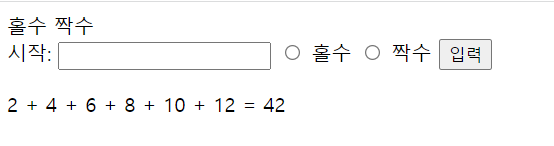 홀수 짝수
시작: 홀수 짝수 입력
2 + 4 + 6 + 8 + 10 + 12 = 42